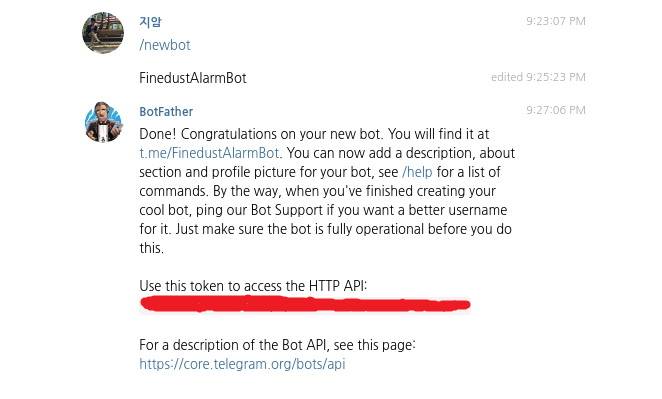 지암 9:23:07 PM
/newbot
FinedustAlarmBot edited 9:25:23 PM
BotFather 9:27:06 PM
Done! Congratulations on your new bot. You will find it at
t.me/FinedustAlarmBot. You can now add a description, about
section and profile picture for your bot, see /help for a list of
commands. By the way, when you've finished creating your
cool bot, ping our Bot Support if you want a better username
for it. Just make sure the bot is fully operational before you do
this.
Use this token to access the HTTP API:
For a description of the Bot API, see this page:
https://core.telegram.org/bots/api